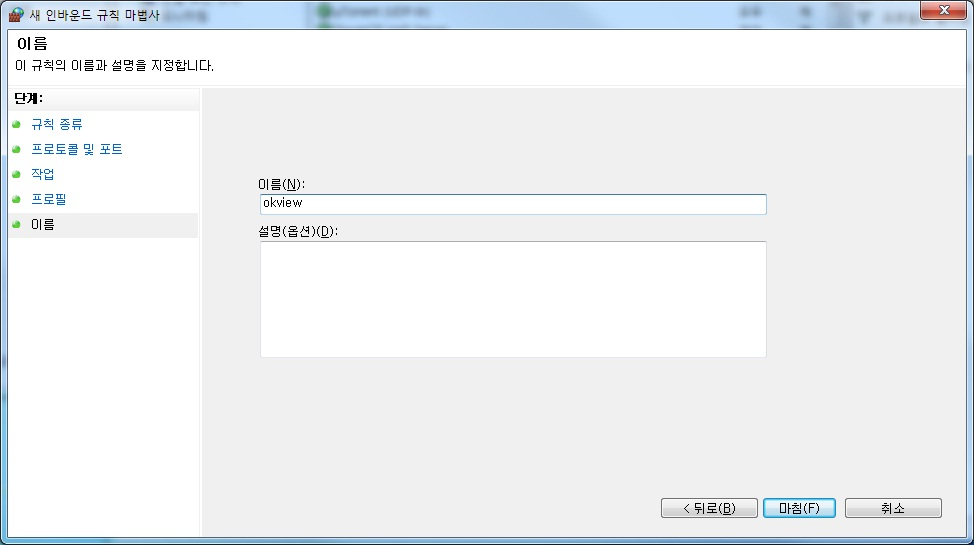 새 인바운드 규칙 마법사
이름
이 규칙의 이름과 설명을 지정합니다.
단계:
규칙 종류
프로토콜 및 포트
작업
프로필
이름
이름(N):
okview
설명(옵션)(D):
< 뒤로(B)
마침(F)
취소